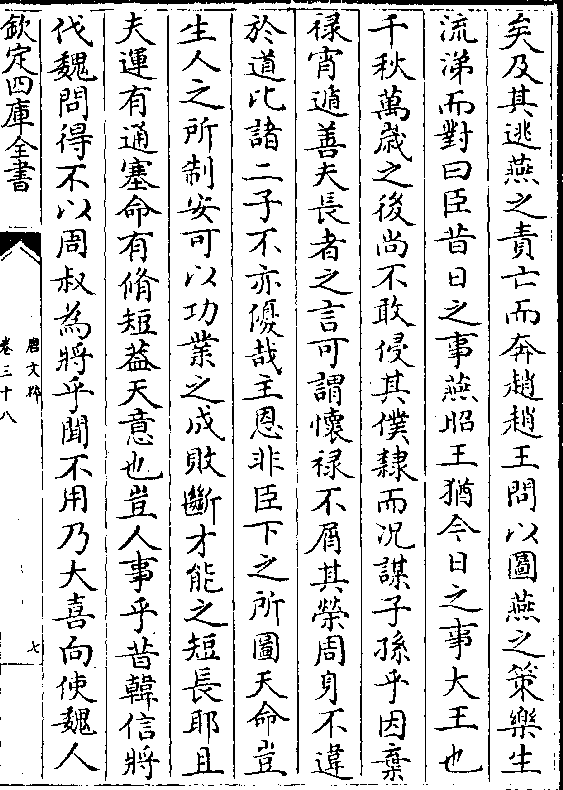 矣及其逃燕之責亡而奔趙趙王問以圖燕之策樂生
流涕而對曰臣昔日之事燕昭王猶今日之事大王也
千秋萬歲之後尚不敢侵其僕隸而况謀子孫乎因棄
禄宵遁善夫長者之言可謂懷禄不屑其榮周身不違
於道比諸二子不亦優哉王恩非臣下之所圖天命豈
生人之所制安可以功業之成敗斷才能之短長耶且
夫運有通塞命有脩短葢天意也豈人事乎昔韓信將
伐魏問得不以周叔為將乎聞不用乃大喜向使魏人
欽定四庫全書
唐文粹
卷三十八
七